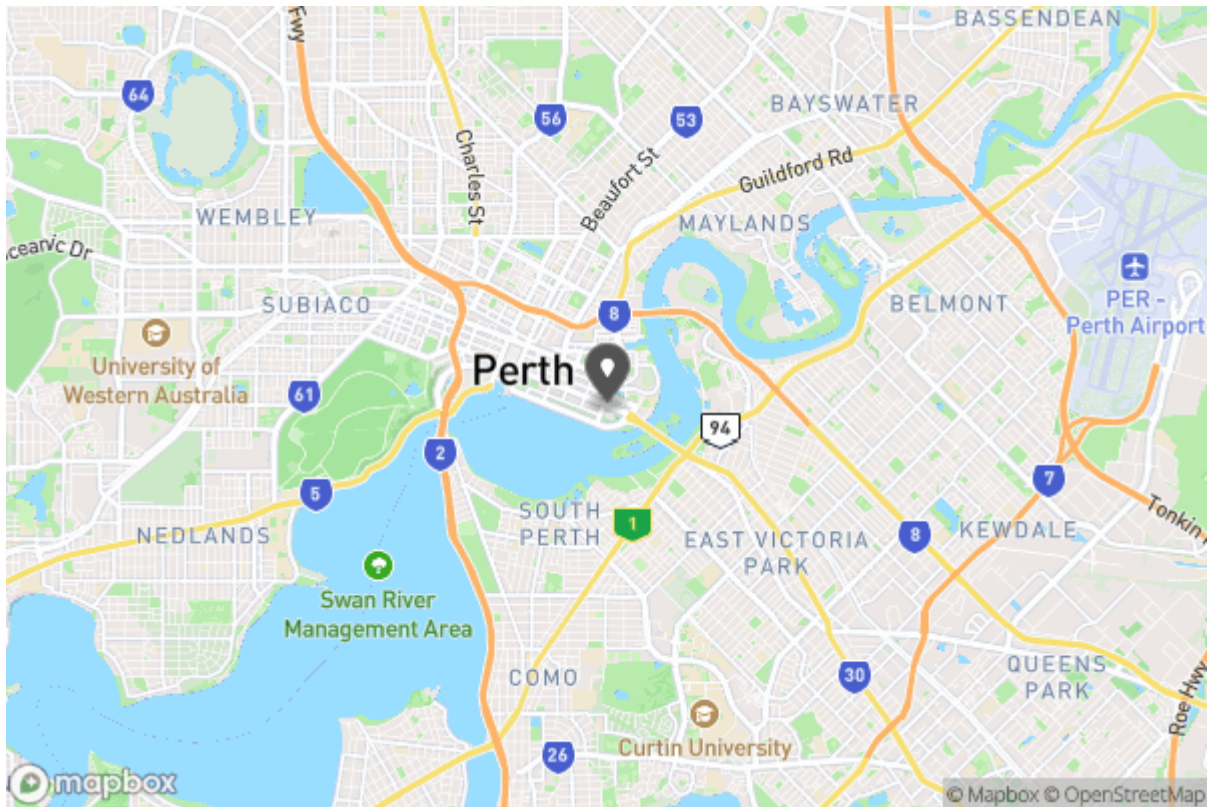 BASSENDEAN
Fwy
64
BAYSWATER
56
53
Charles St
Beaufort St
Guildford Rd
WEMBLEY
MAYLANDS
Oceanic Dr
SUBIACO
BELMONT
8
PER -
Perth Airport
University of
Western Australia
Perth
61
94
2
7
5
SOUTH
PERTH
1
NEDLANDS
EAST VICTORIA
PARK
8
KEWDALE
Tonkin
Swan River
Management Area
COMO
30
QUEENS
PARK
Roe Hwy
Curtin University
26
mapbox
© Mapbox © OpenStreetMap